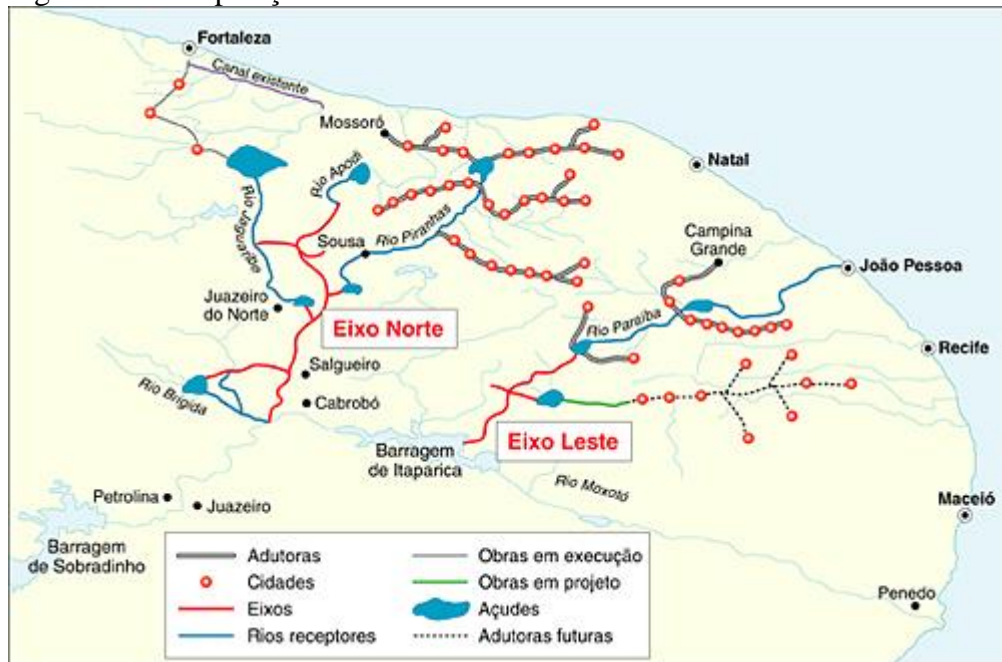 Fortaleza
Canal existente
Mossoró
Rio Apodi
Natal
Rio Jaguaribe
Sousa
Rio Piranhas
Campina
Grande
João Pessoa
Juazeiro
do Norte
Eixo Norte
Rio Paraíba
Recife
Salgueiro
Rio Brigida
Cabrobó
Eixo Leste
Barragem
de Itaparica
Rio Moxotó
Petrolina
Juazeiro
Maceió
Barragem
de Sobradinho
Penedo
Adutoras
Cidades
Eixos
Rios receptores
Obras em execução
Obras em projeto
Açudes
Adutoras futuras